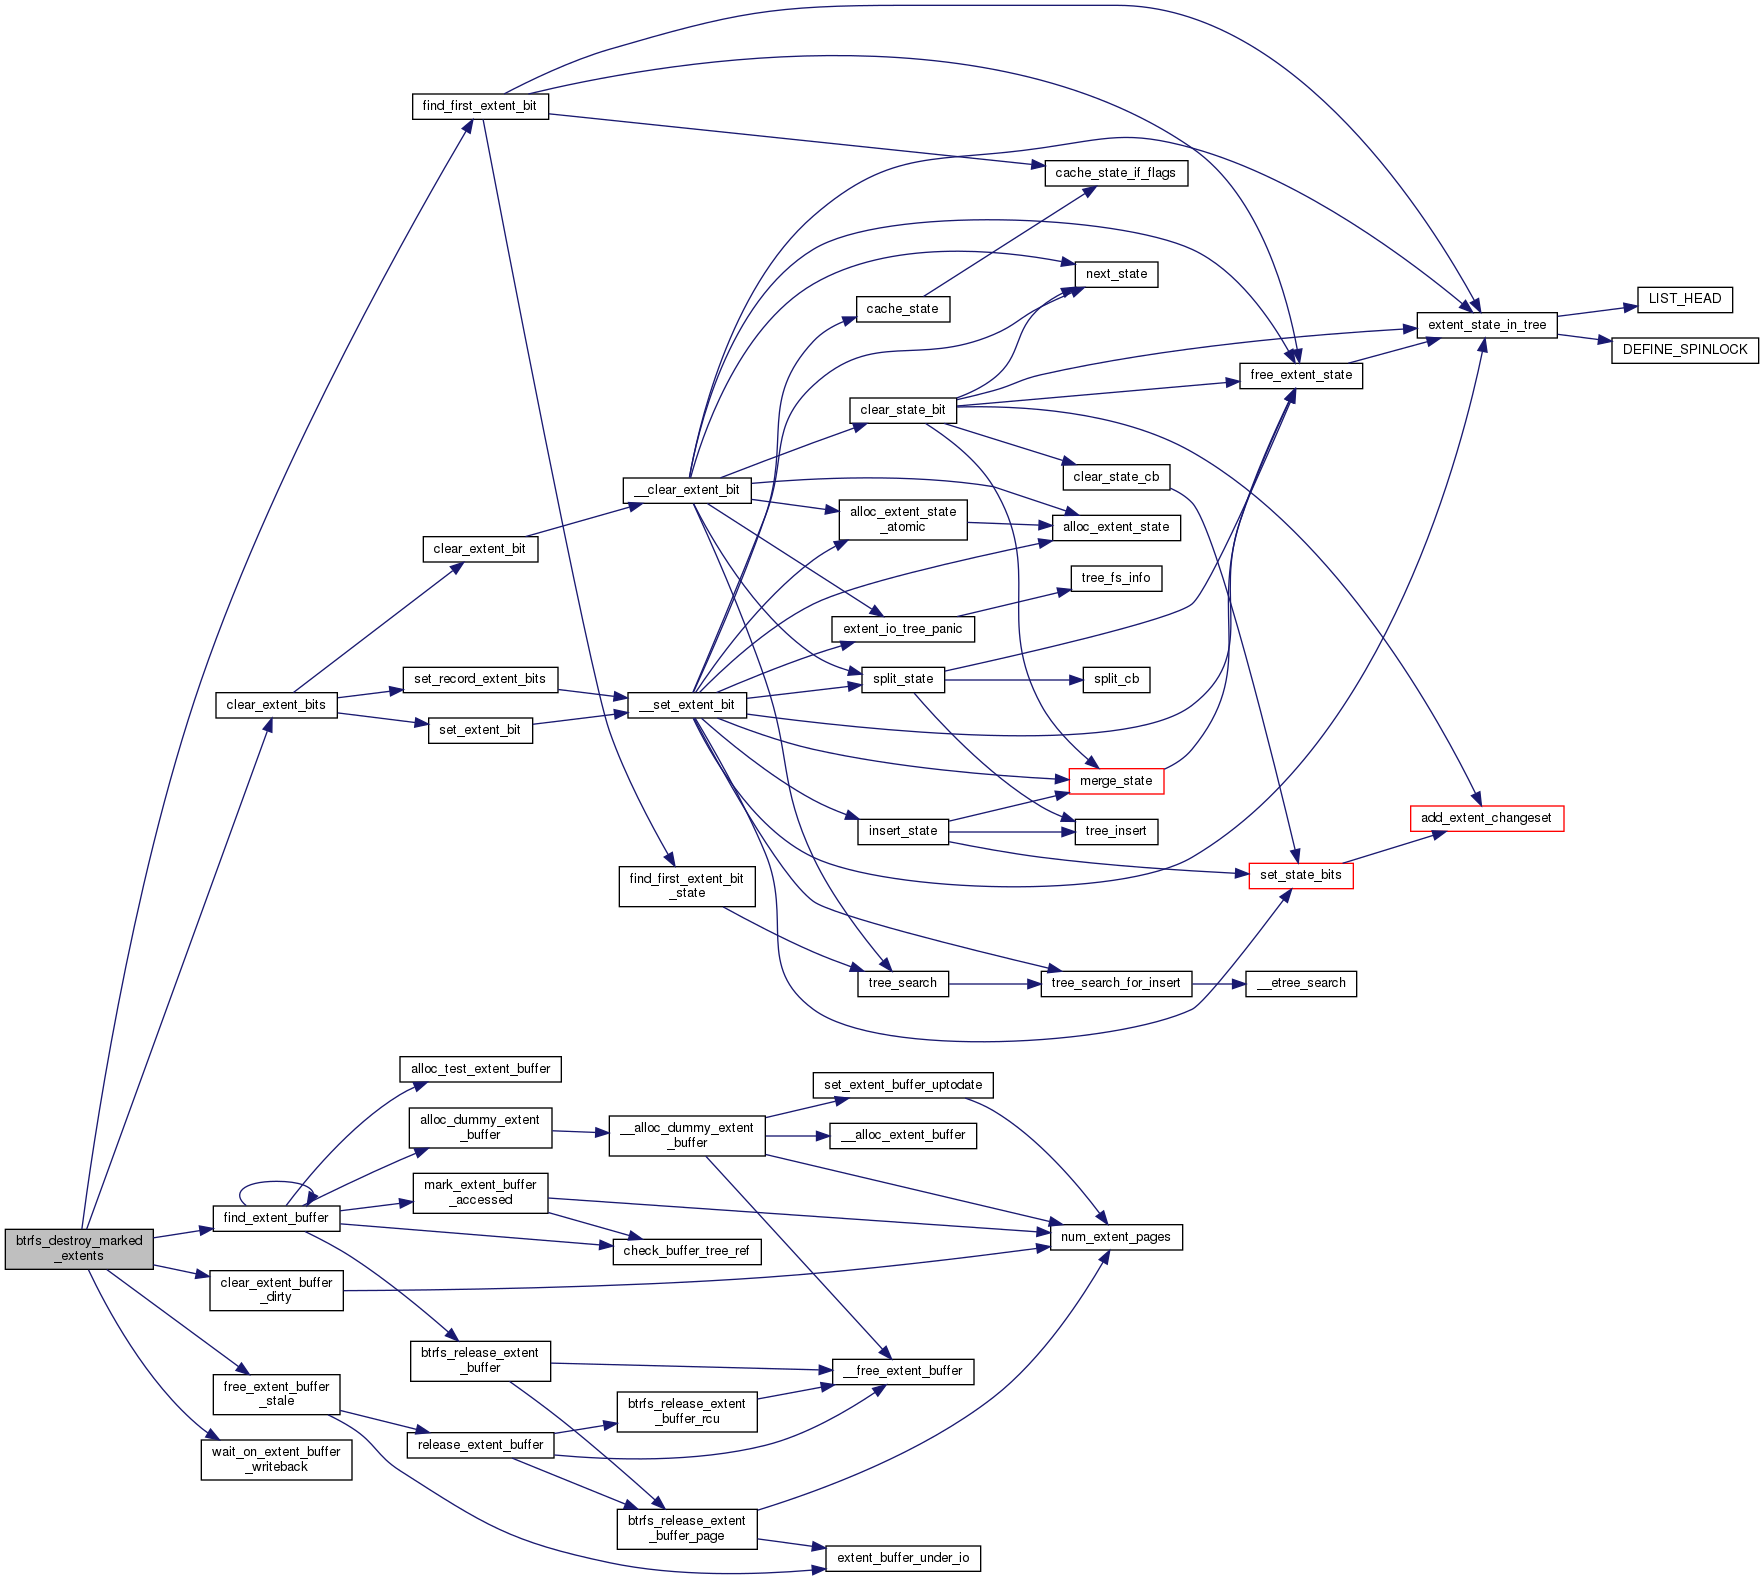 find_first_extent_bit
cache_state_if_flags
next_state
LIST_HEAD
cache_state
extent_state_in_tree
DEFINE_SPINLOCK
free_extent_state
clear_state_bit
clear_state_cb
__clear_extent_bit
alloc_extent_state
_atomic
alloc_extent_state
clear_extent_bit
tree_fs_info
extent_io_tree_panic
set_record_extent_bits
split_state
split_cb
clear_extent_bits
__set_extent_bit
set_extent_bit
merge_state
add_extent_changeset
insert_state
tree_insert
set_state_bits
find_first_extent_bit
_state
tree_search
tree_search_for_insert
__etree_search
alloc_test_extent_buffer
set_extent_buffer_uptodate
alloc_dummy_extent
_buffer
__alloc_dummy_extent
_buffer
__alloc_extent_buffer
mark_extent_buffer
_accessed
find_extent_buffer
num_extent_pages
btrfs_destroy_marked
_extents
check_buffer_tree_ref
clear_extent_buffer
_dirty
btrfs_release_extent
_buffer
__free_extent_buffer
free_extent_buffer
_stale
btrfs_release_extent
_buffer_rcu
release_extent_buffer
wait_on_extent_buffer
_writeback
btrfs_release_extent
_buffer_page
extent_buffer_under_io